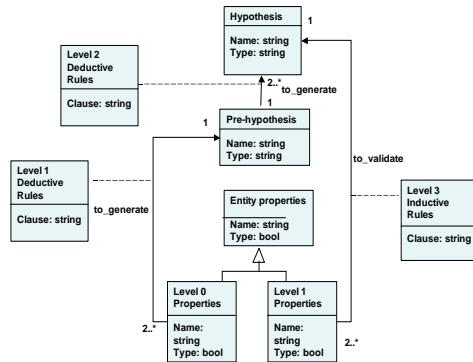 Hypothesis
1
Name: string
Type: string
Level 2
Deductive
Rules
Clause: string
2..*
to_generate
1
Pre-hypothesis
Name: string
Type: string
1
to_validate
Level 1
Deductive
Rules
Clause: string
to_generate
Entity properties
Name: string
Type: bool
Level 3
Inductive
Rules
Clause: string
Level 0
Properties
Name:
string
Type: bool
Level 1
Properties
Name:
string
Type: bool
2..*
2..*